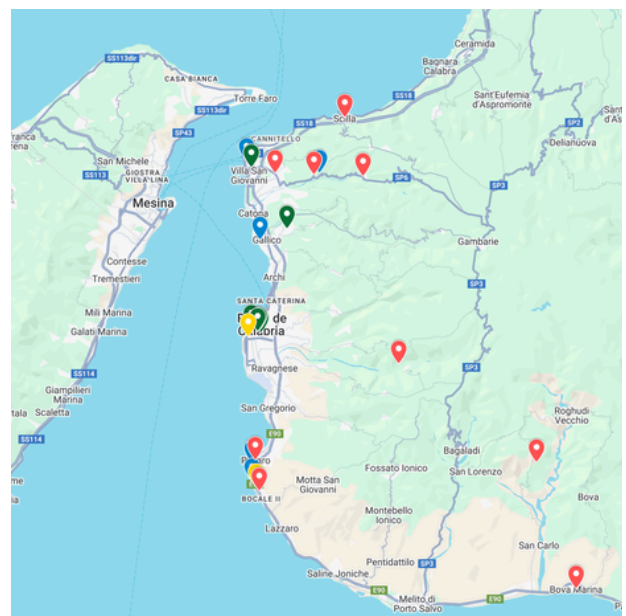 Ceramida
SS113dir
Bagnara
Calabra
CASA BIANCA
SS18
Sant'Eufemia
d'Aspromonte
Torre Faro
SS113dir
Scilla
SS18
SP2
SP43
CANNITELLO
Delianuova
San Michele
SS113
GIOSTRA
VILLA LINA
Villa San
Giovanni
SP6
SP3
Mesina
Catona
Gallico
Gambarie
Contesse
Tremestieri
Archi
SP3
SANTA CATERINA
Mili Marina
Calabria
Galati Marina
SS114
Ravagnese
SP3
Giampilieri
Marina
Scaletta
San Gregorio
Roghudi
Vecchio
E90
SS114
Bagaladi
Fossato Ionico
San Lorenzo
Motta San
Giovanni
Bova
BOCALE II
Montebello
Ionico
Lazzaro
San Carlo
Pentidattilo
SP3
Saline Joniche
E90
Bova Marina
Melito di
Porto Salvo
E90